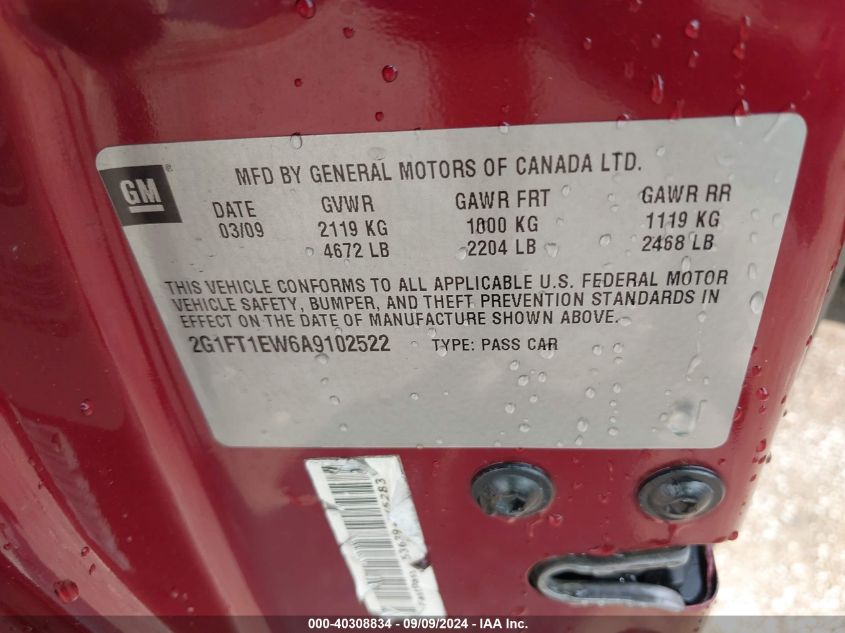 GM
MFD BY GENERAL MOTORS OF CANADA LTD.
DATE GVWR GAWR FRT GAWR RR
03/09 2119 KG 1000 KG 1119 KG
4672 LB 2204 LB 2468 LB
THIS VEHICLE CONFORMS TO ALL APPLICABLE U.S. FEDERAL MOTOR
VEHICLE SAFETY, BUMPER, AND THEFT PREVENTION STANDARDS IN
EFFECT ON THE DATE OF MANUFACTURE SHOWN ABOVE.
2G1FT1EW6A9102522 TYPE: PASS CAR
000-40308834 - 09/09/2024 - IAA Inc.